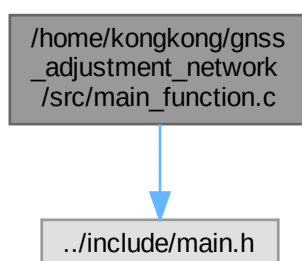 /home/kongkong/gnss
_adjustment_network
/src/main_function.c
../include/main.h